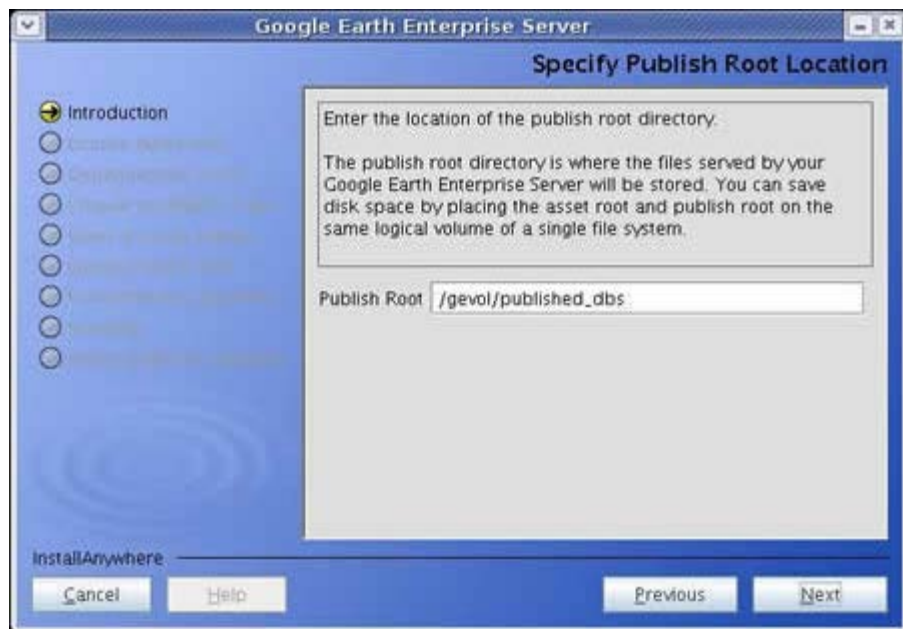 Google Earth Enterprise Server
Specify Publish Root Location
Introduction
Enter the location of the publish root directory.
The publish root directory is where the files served by your
Google Earth Enterprise Server will be stored. You can save
disk space by placing the asset root and publish root on the
same logical volume of a single file system.
Publish Root /gevol/published_dbs
InstallAnywhere
Cancel Help Previous Next